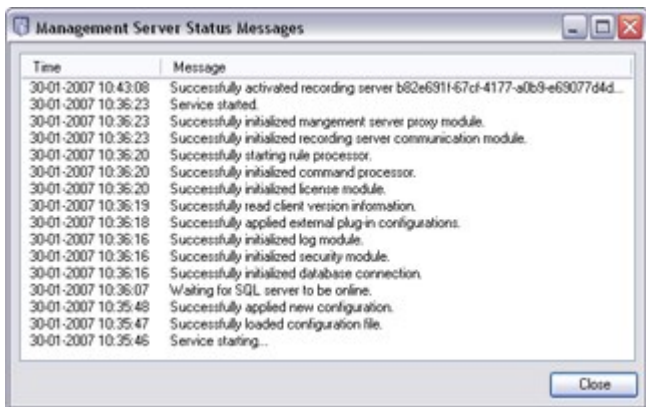 Management Server Status Messages
Time Message
30-01-2007 10:43:08 Successfully activated recording server b82e691f-67cf-4177-a0b9-e69077d4d...
30-01-2007 10:36:23 Service started.
30-01-2007 10:36:23 Successfully initialized mangement server proxy module.
30-01-2007 10:36:23 Successfully initialized recording server communication module.
30-01-2007 10:36:20 Successfully starting rule processor.
30-01-2007 10:36:20 Successfully initialized command processor.
30-01-2007 10:36:20 Successfully initialized license module.
30-01-2007 10:36:19 Successfully read client version information.
30-01-2007 10:36:18 Successfully applied external plug-in configurations.
30-01-2007 10:36:16 Successfully initialized log module.
30-01-2007 10:36:16 Successfully initialized security module.
30-01-2007 10:36:16 Successfully initialized database connection.
30-01-2007 10:36:07 Waiting for SQL server to be online.
30-01-2007 10:35:48 Successfully applied new configuration.
30-01-2007 10:35:47 Successfully loaded configuration file.
30-01-2007 10:35:46 Service starting...
Close